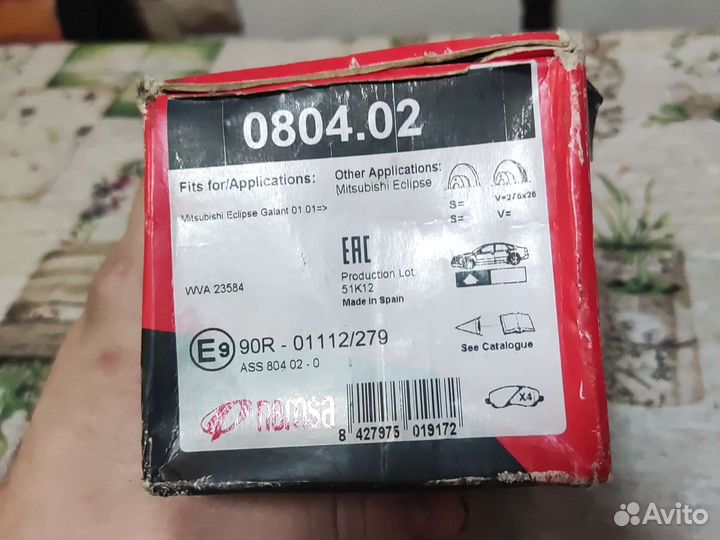 0804.02
Fits for/Applications:
Mitsubishi Eclipse Galant 01.01=>
Other Applications:
Mitsubishi Eclipse
S=
S=
V=276x26
V=
WVA 23584
EAC
Production Lot.
51K12
Made in Spain
See Catalogue
E9 90R - 01112/279
ASS 804 02 - 0
remsa
8 427975 019172
X4
Avito